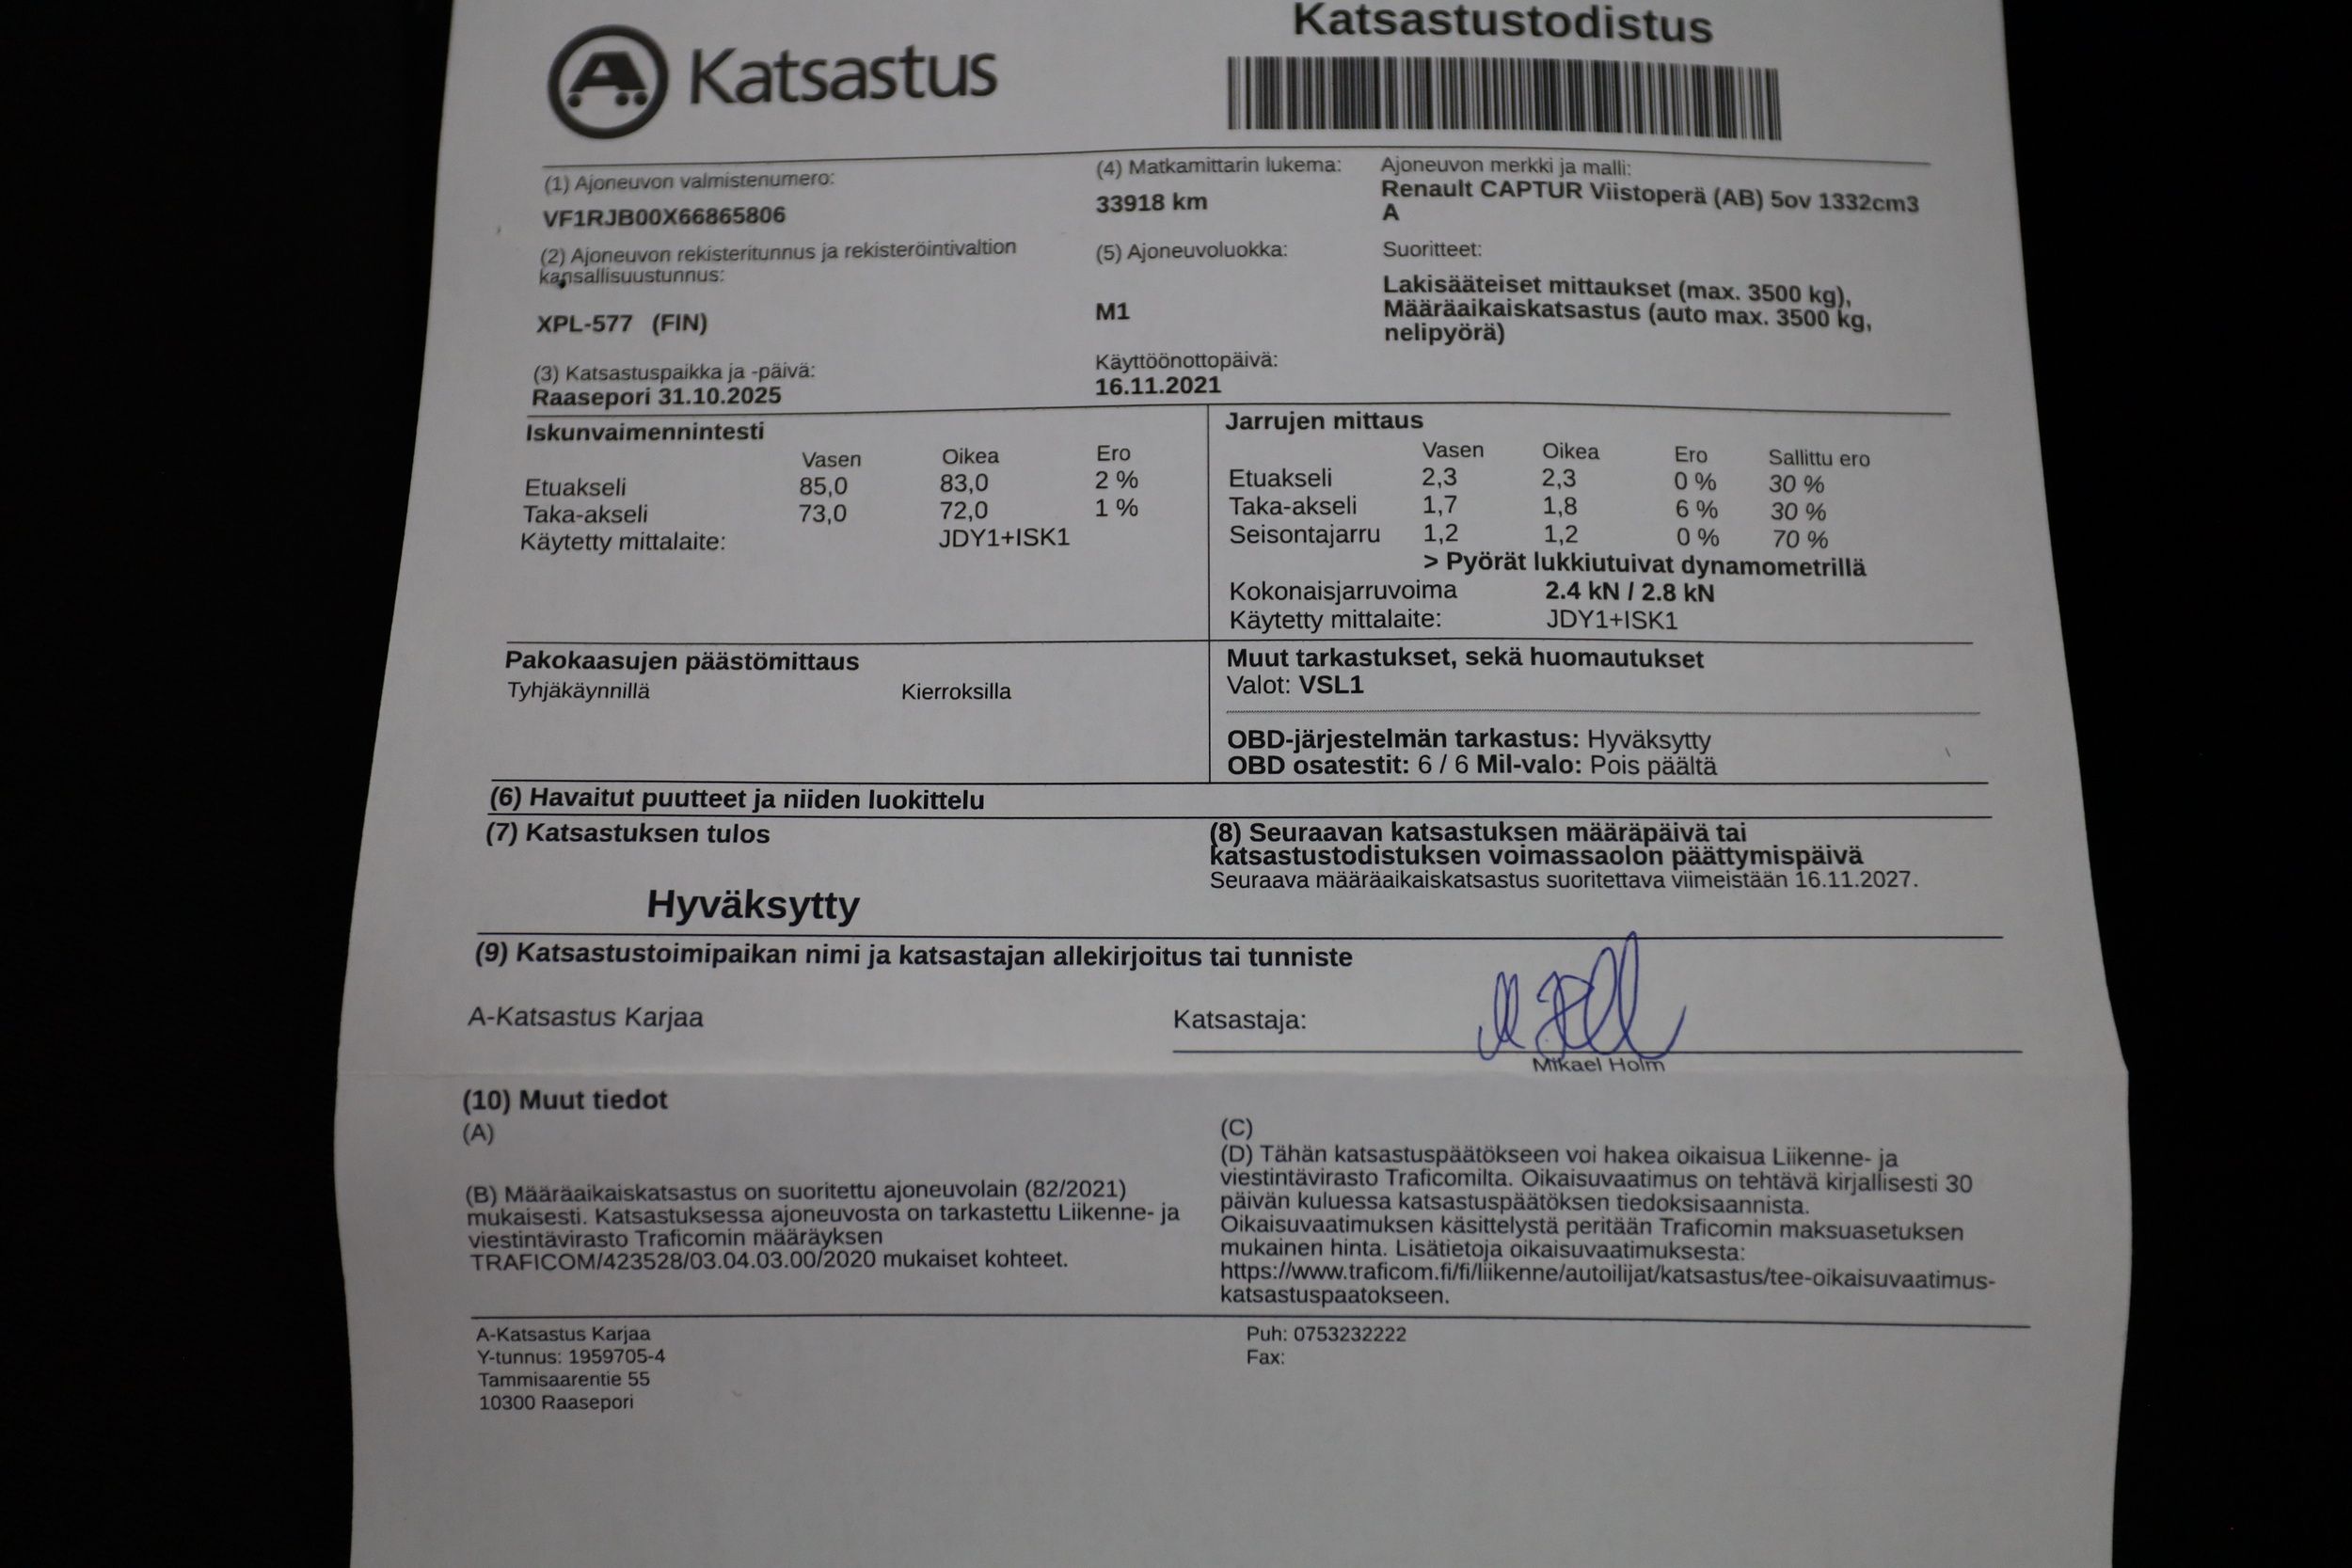 A Katsastus
Katsastustodistus
(1) Ajoneuvon valmistenumero:
VF1RJB00X66865806
(4) Matkamittarin lukema:
33918 km
Ajoneuvon merkki ja malli:
Renault CAPTUR Viistoperä (AB) 5ov 1332cm3
A
(2) Ajoneuvon rekisteritunnus ja rekisteröintivaltion
kansallisuustunnus:
XPL-577 (FIN)
(5) Ajoneuvoluokka:
M1
Suoritteet:
Lakisääteiset mittaukset (max. 3500 kg),
Määräaikaiskatsastus (auto max. 3500 kg,
nelipyörä)
(3) Katsastuspaikka ja -päivä:
Raasepori 31.10.2025
Käyttöönottopäivä:
16.11.2021
Iskunvaimennintesti
Vasen Oikea Ero
Etuakseli 85,0 83,0 2 %
Taka-akseli 73,0 72,0 1 %
Käytetty mittalaite: JDY1+ISK1
Jarrujen mittaus
Vasen Oikea Ero Sallittu ero
Etuakseli 2,3 2,3 0 % 30 %
Taka-akseli 1,7 1,8 6 % 30 %
Seisontajarru 1,2 1,2 0 % 70 %
> Pyörät lukkiutuivat dynamometrillä
Kokonaisjarruvoima 2.4 kN / 2.8 kN
Käytetty mittalaite: JDY1+ISK1
Pakokaasujen päästömittaus
Tyhjäkäynnillä Kierroksilla
Muut tarkastukset, sekä huomautukset
Valot: VSL1
OBD-järjestelmän tarkastus: Hyväksytty
OBD osatestit: 6 / 6 Mil-valo: Pois päältä
(6) Havaitut puutteet ja niiden luokittelu
(7) Katsastuksen tulos
Hyväksytty
(8) Seuraavan katsastuksen määräpäivä tai
katsastustodistuksen voimassaolon päättymispäivä
Seuraava määräaikaiskatsastus suoritettava viimeistään 16.11.2027.
(9) Katsastustoimipaikan nimi ja katsastajan allekirjoitus tai tunniste
A-Katsastus Karjaa
Katsastaja:
Mikael Holm
(10) Muut tiedot
(A)
(B) Määräaikaiskatsastus on suoritettu ajoneuvolain (82/2021)
mukaisesti. Katsastuksessa ajoneuvosta on tarkastettu Liikenne- ja
viestintävirasto Traficomin määräyksen
TRAFICOM/423528/03.04.03.00/2020 mukaiset kohteet.
(C)
(D) Tähän katsastuspäätökseen voi hakea oikaisua Liikenne- ja
viestintävirasto Traficomilta. Oikaisuvaatimus on tehtävä kirjallisesti 30
päivän kuluessa katsastuspäätöksen tiedoksisaannista.
Oikaisuvaatimuksen käsittelystä peritään Traficomin maksuasetuksen
mukainen hinta. Lisätietoja oikaisuvaatimuksesta:
https://www.traficom.fi/fi/liikenne/autoilijat/katsastus/tee-oikaisuvaatimus-
katsastuspaatokseen.
A-Katsastus Karjaa
Y-tunnus: 1959705-4
Tammisaarentie 55
10300 Raasepori
Puh: 0753232222
Fax: